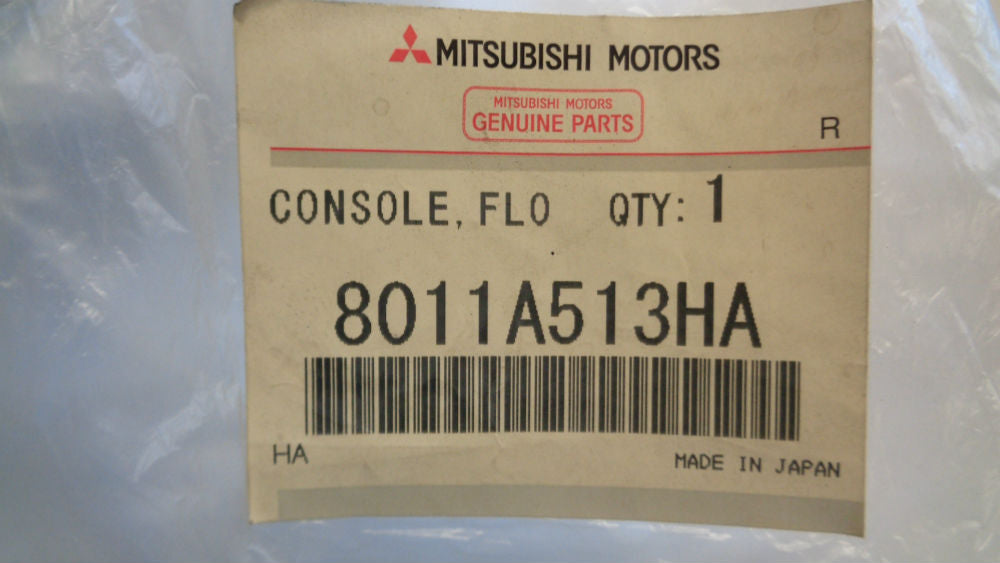 MITSUBISHI MOTORS
MITSUBISHI MOTORS
GENUINE PARTS
R
CONSOLE, FLO QTY: 1
8011A513HA
HA
MADE IN JAPAN